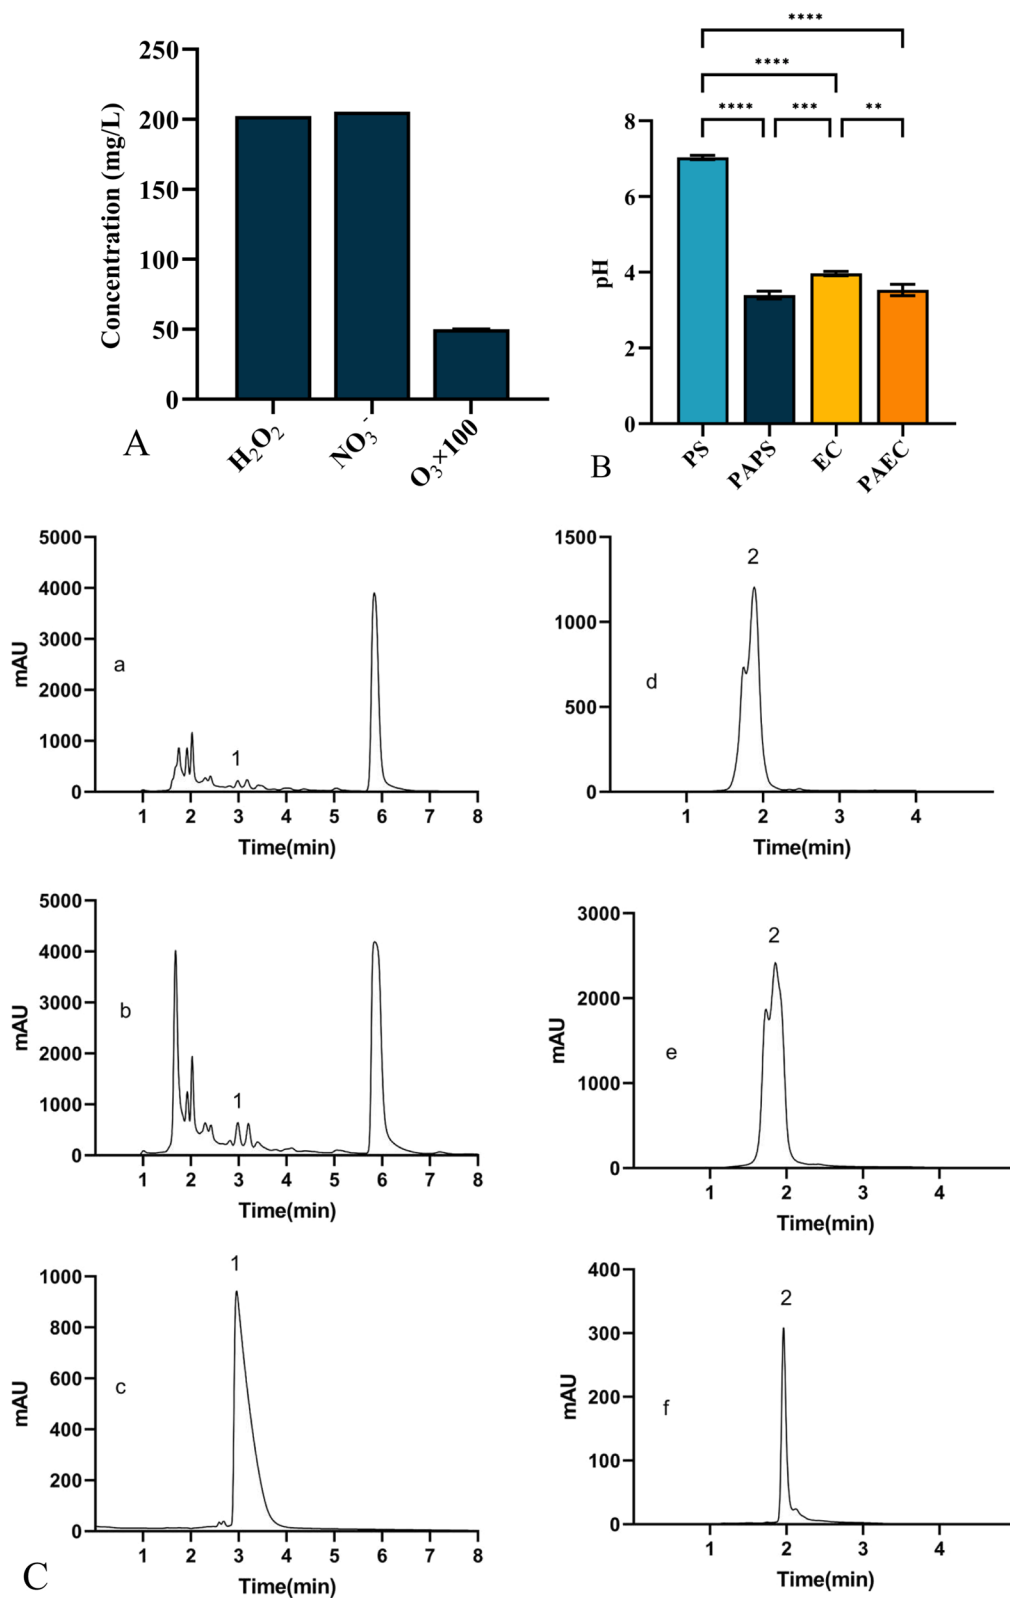 250
200
150
100
50
0
Concentration (mg/L)
H₂O₂
NO₃⁻
O₃×100
A
****
****
**** *** **
8
6
4
2
0
pH
PS
PAPS
EC
PAEC
B
5000
4000
3000
2000
1000
0
mAU
a
1
1 2 3 4 5 6 7 8
Time(min)
1500
1000
500
0
mAU
d
2
1 2 3 4
Time(min)
5000
4000
3000
2000
1000
0
mAU
b
1
1 2 3 4 5 6 7 8
Time(min)
3000
2000
1000
0
mAU
e
2
1 2 3 4
Time(min)
1000
800
600
400
200
0
mAU
c
1
1 2 3 4 5 6 7 8
Time(min)
400
300
200
100
0
mAU
f
2
1 2 3 4
Time(min)
C